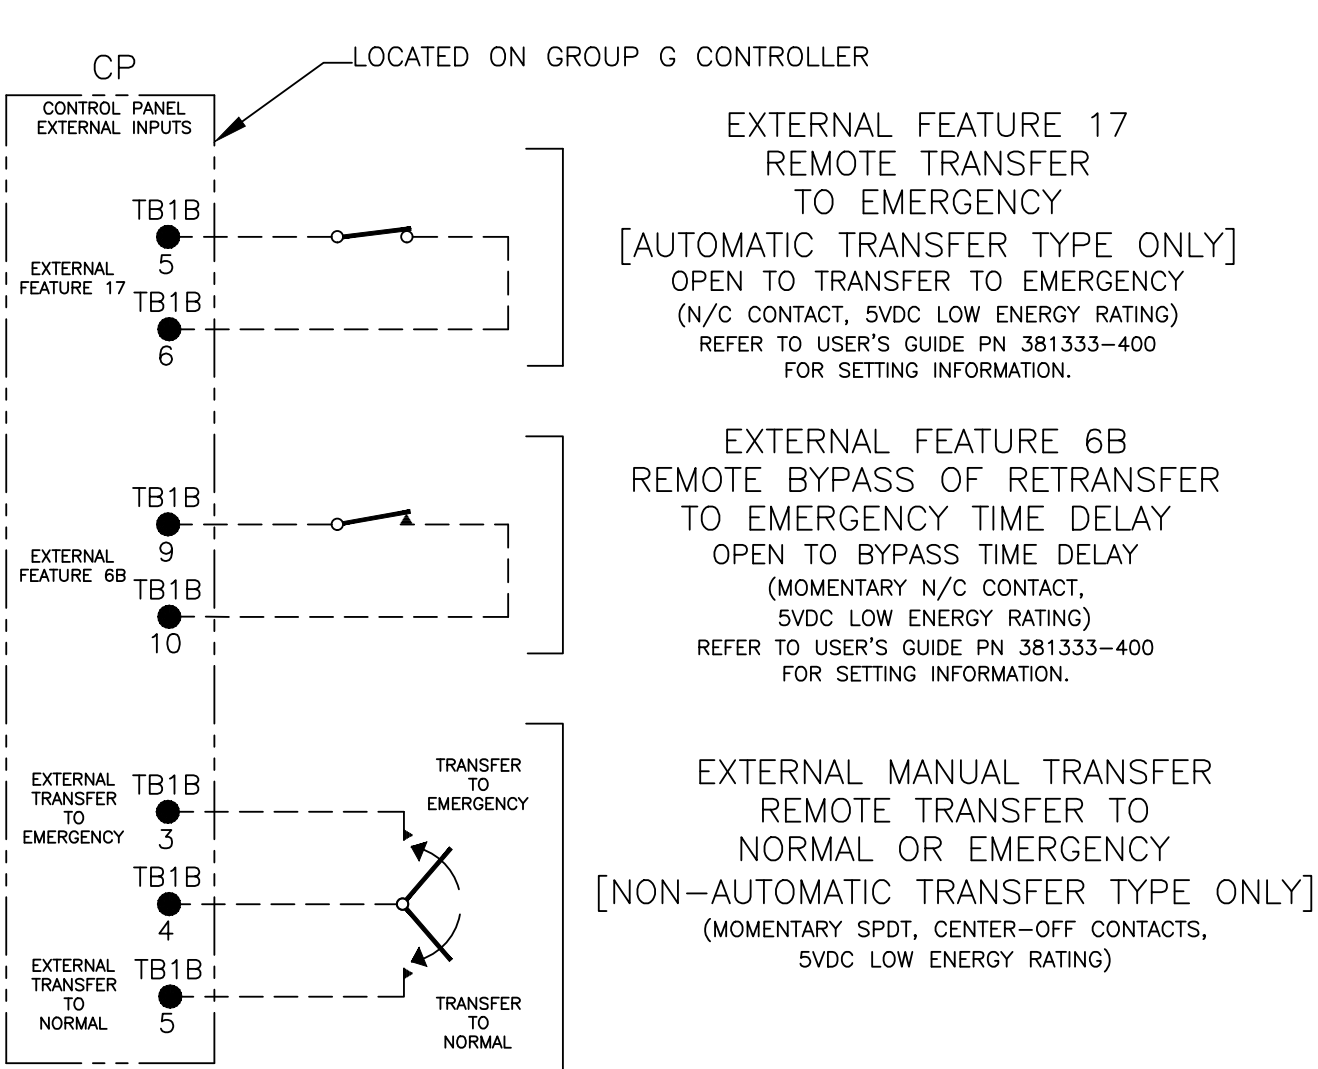 LOCATED ON GROUP G CONTROLLER
CP
CONTROL PANEL
EXTERNAL INPUTS
TB1B
5
EXTERNAL
FEATURE 17
TB1B
6
EXTERNAL FEATURE 17
REMOTE TRANSFER
TO EMERGENCY
[AUTOMATIC TRANSFER TYPE ONLY]
OPEN TO TRANSFER TO EMERGENCY
(N/C CONTACT, 5VDC LOW ENERGY RATING)
REFER TO USER'S GUIDE PN 381333-400
FOR SETTING INFORMATION.
TB1B
9
EXTERNAL
FEATURE 6B
TB1B
10
EXTERNAL FEATURE 6B
REMOTE BYPASS OF RETRANSFER
TO EMERGENCY TIME DELAY
OPEN TO BYPASS TIME DELAY
(MOMENTARY N/C CONTACT,
5VDC LOW ENERGY RATING)
REFER TO USER'S GUIDE PN 381333-400
FOR SETTING INFORMATION.
EXTERNAL
TRANSFER
TO
EMERGENCY
TB1B
3
TB1B
4
EXTERNAL
TRANSFER
TO
NORMAL
TB1B
5
TRANSFER
TO
EMERGENCY
TRANSFER
TO
NORMAL
EXTERNAL MANUAL TRANSFER
REMOTE TRANSFER TO
NORMAL OR EMERGENCY
[NON-AUTOMATIC TRANSFER TYPE ONLY]
(MOMENTARY SPDT, CENTER-OFF CONTACTS,
5VDC LOW ENERGY RATING)